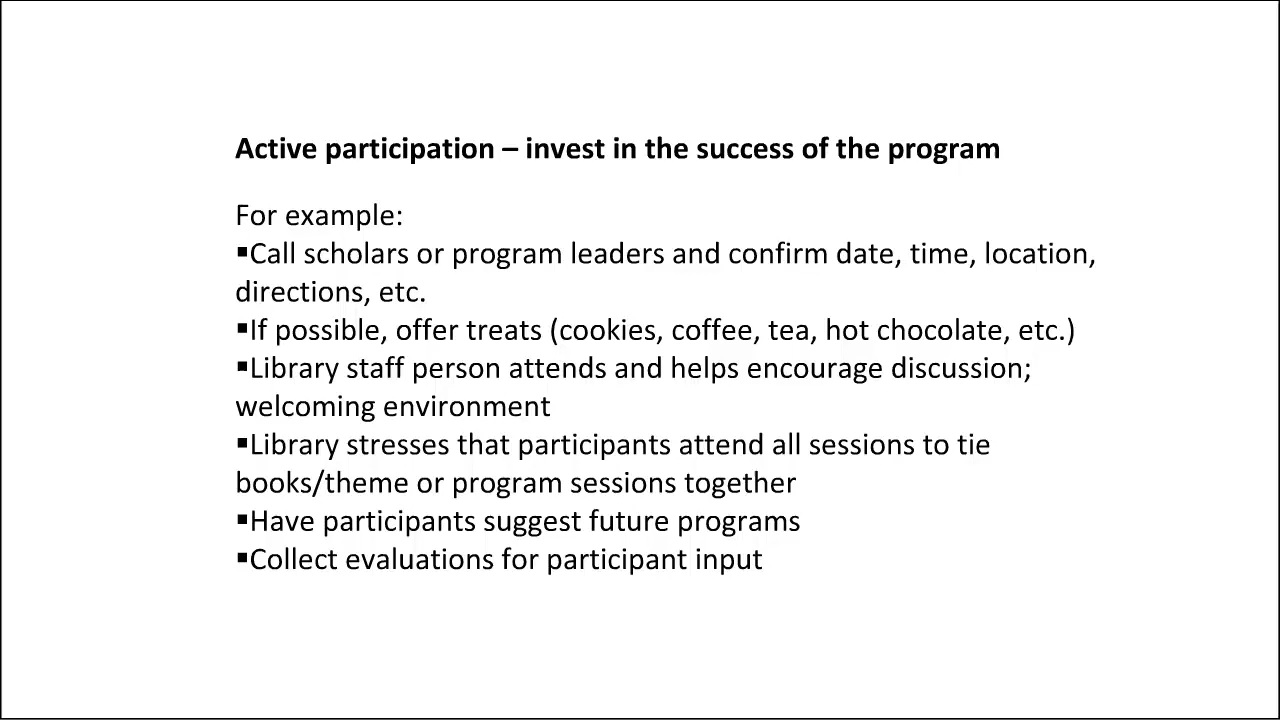 Active participation – invest in the success of the program
For example:
▪Call scholars or program leaders and confirm date, time, location,
directions, etc.
▪If possible, offer treats (cookies, coffee, tea, hot chocolate, etc.)
▪Library staff person attends and helps encourage discussion;
welcoming environment
▪Library stresses that participants attend all sessions to tie
books/theme or program sessions together
▪Have participants suggest future programs
▪Collect evaluations for participant input